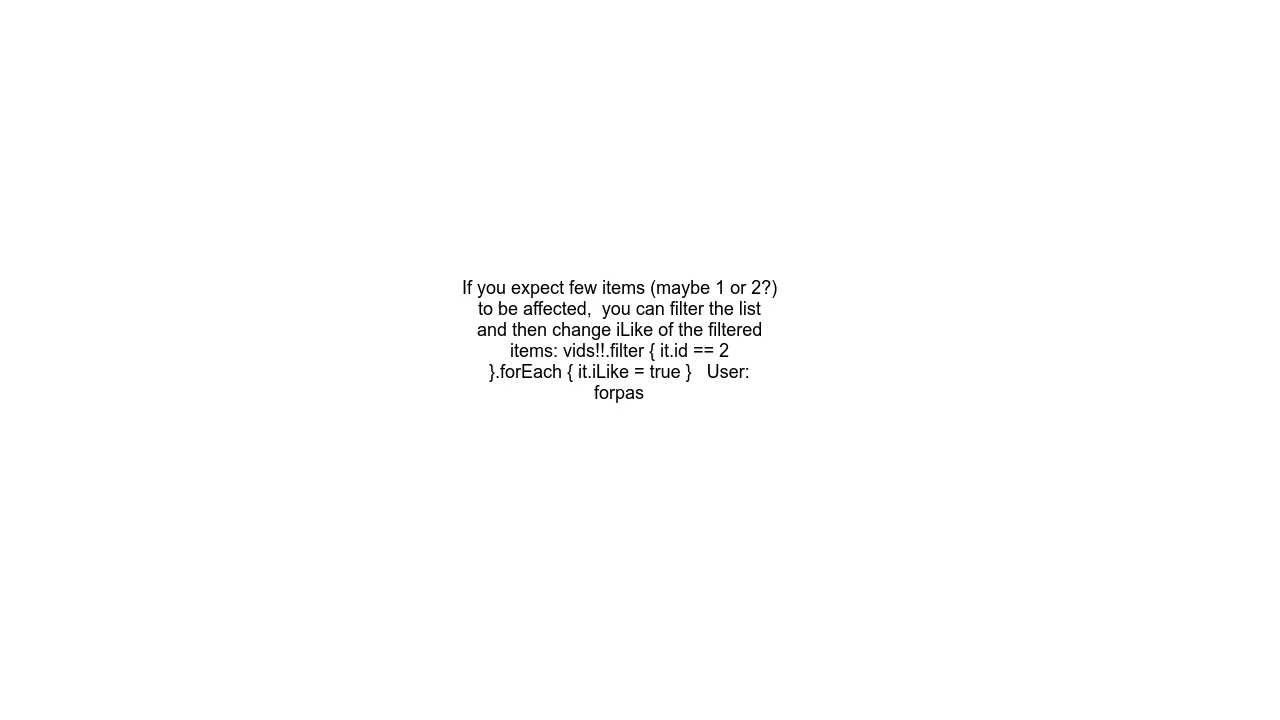 If you expect few items (maybe 1 or 2?)
to be affected,  you can filter the list
and then change iLike of the filtered
items: vids!!.filter { it.id == 2
}.forEach { it.iLike = true }   User:
forpas